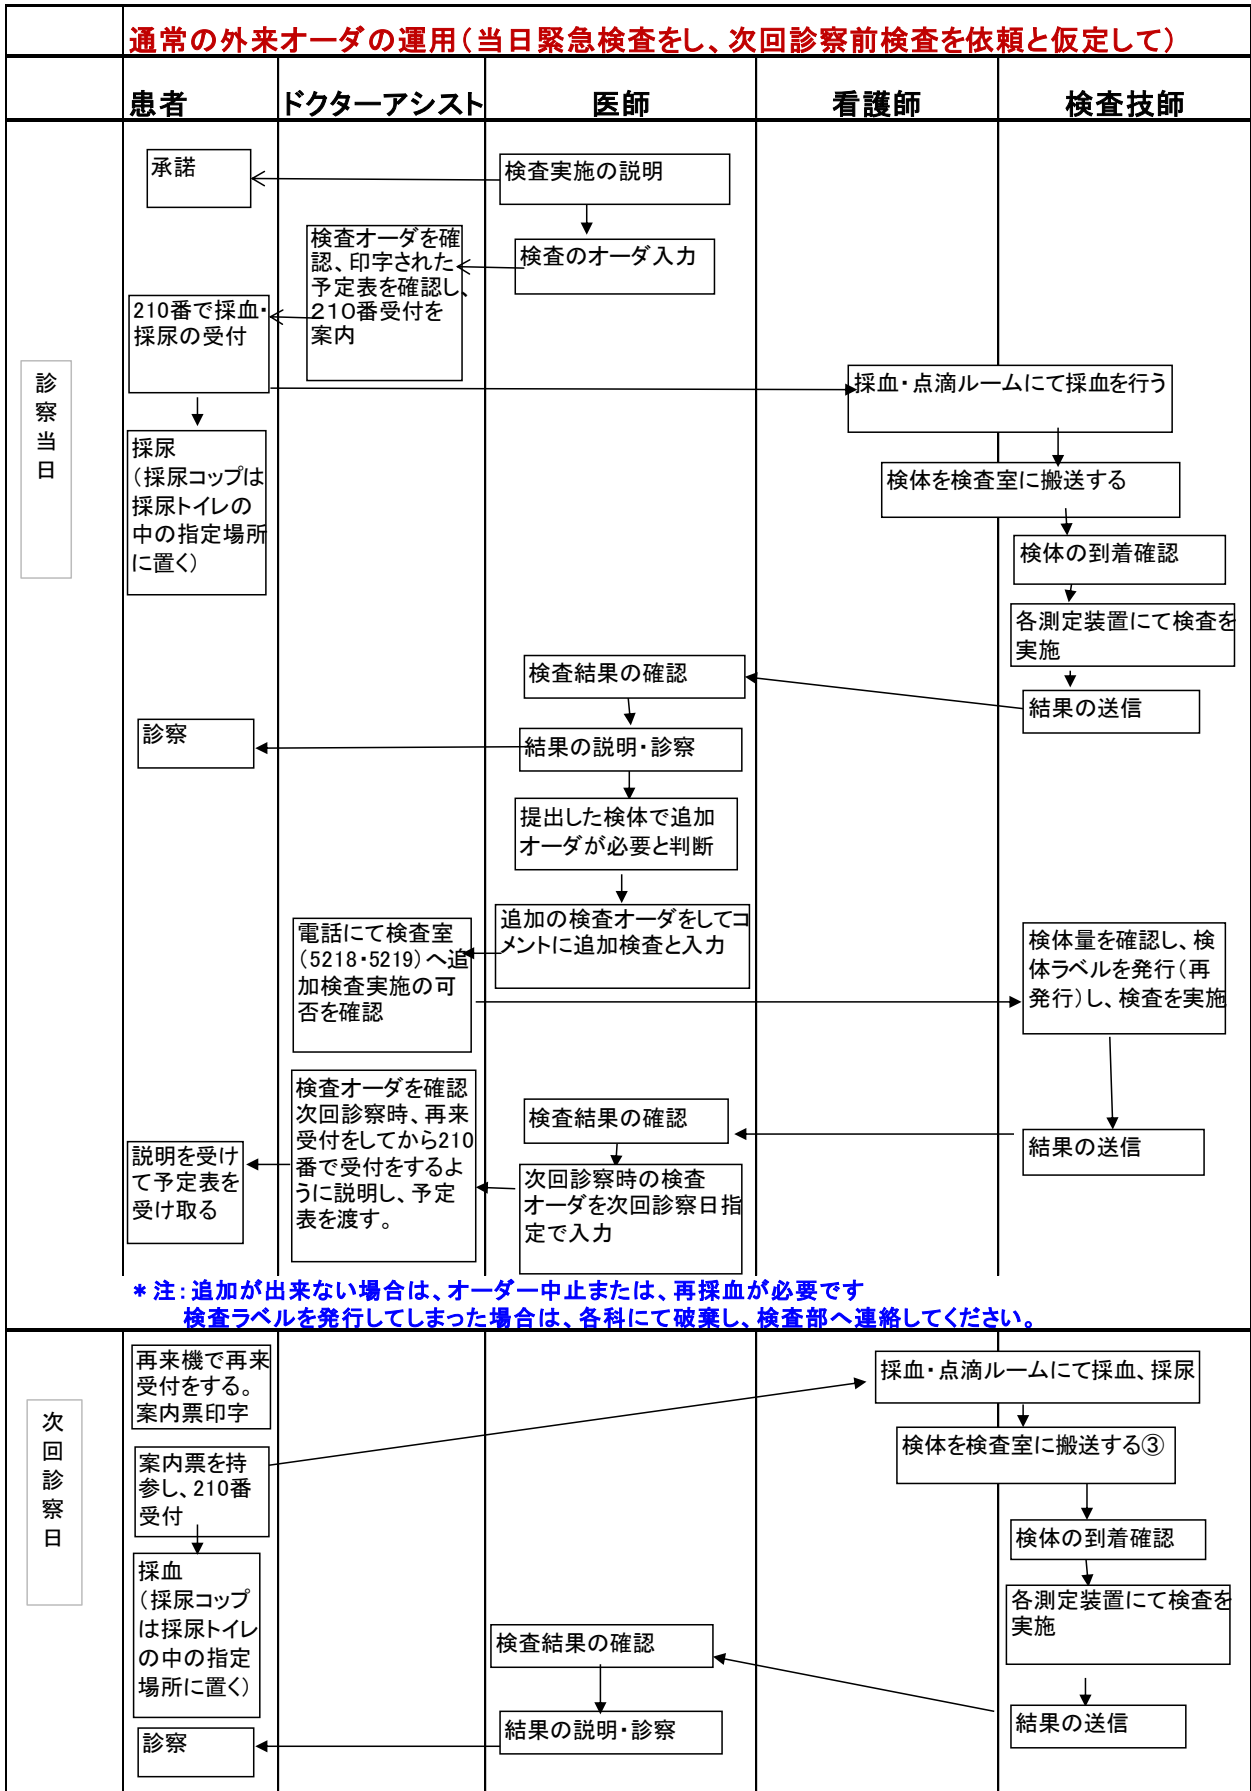 通常の外来オーダの運用(当日緊急検査をし、次回診察前検査を依頼と仮定して)
患者
ドクターアシスト
医師
看護師
検査技師
診察当日
承諾
検査実施の説明
検査オーダを確
認、印字された
予定表を確認し、
210番受付を
案内
検査のオーダ入力
210番で採血・
採尿の受付
採血・点滴ルームにて採血を行う
採尿
(採尿コップは
採尿トイレの
中の指定場所
に置く)
検体を検査室に搬送する
検体の到着確認
各測定装置にて検査を
実施
結果の送信
検査結果の確認
結果の説明・診察
診察
提出した検体で追加
オーダが必要と判断
追加の検査オーダをしてコ
メントに追加検査と入力
電話にて検査室
(5218・5219)へ追
加検査実施の可
否を確認
検体量を確認し、検
体ラベルを発行(再
発行)し、検査を実施
結果の送信
検査結果の確認
次回診察時の検査
オーダを次回診察日指
定で入力
検査オーダを確認
次回診察時、再来
受付をしてから210
番で受付をするよ
うに説明し、予定
表を渡す。
説明を受け
て予定表を
受け取る
*注:追加が出来ない場合は、オーダー中止または、再採血が必要です
検査ラベルを発行してしまった場合は、各科にて破棄し、検査部へ連絡してください。
次回診察日
再来機で再来
受付をする。
案内票印字
案内票を持
参し、210番
受付
採血・点滴ルームにて採血、採尿
検体を検査室に搬送する③
検体の到着確認
各測定装置にて検査を
実施
結果の送信
採血
(採尿コップ
は採尿トイレ
の中の指定
場所に置く)
検査結果の確認
結果の説明・診察
診察